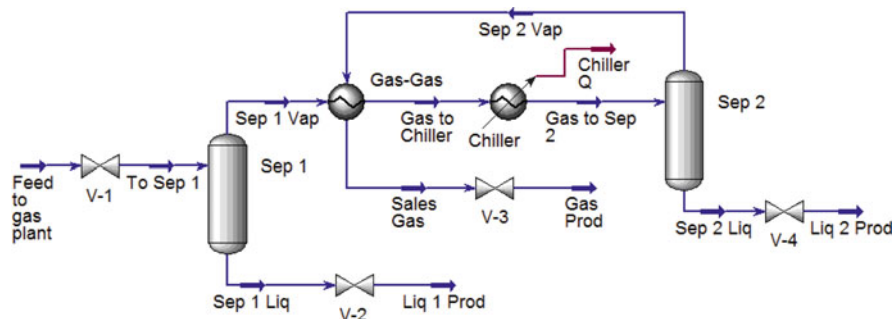 Sep 2 Vap
Gas-Gas
Chiller
Q
Sep 2
Sep 1 Vap
Gas to
Chiller
Chiller
Gas to Sep
2
Sep 1
Feed
to
gas
plant
V-1
To Sep 1
Sales
Gas
V-3
Gas
Prod
Sep 2 Liq
V-4
Liq 2 Prod
Sep 1 Liq
V-2
Liq 1 Prod